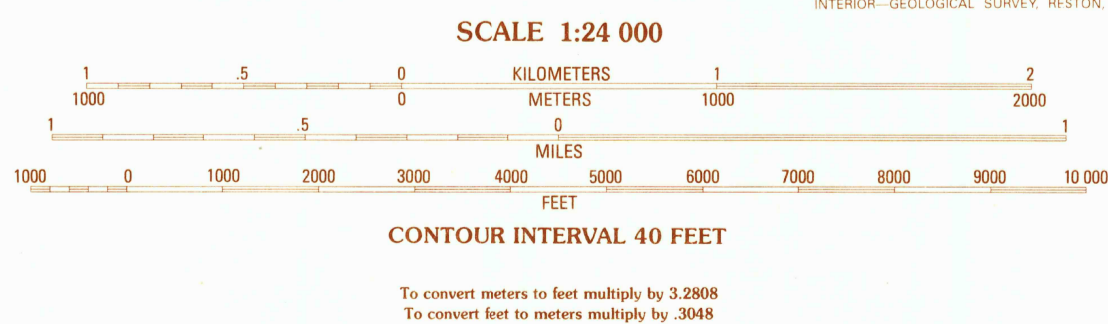 INTERIOR—GEOLOGICAL SURVEY, RESTON,
SCALE 1:24 000
1 .5 0 KILOMETERS 1 2
1000 0 METERS 1000 2000
1 .5 0 1
MILES
1000 0 1000 2000 3000 4000 5000 6000 7000 8000 9000 10 000
FEET
CONTOUR INTERVAL 40 FEET
To convert meters to feet multiply by 3.2808
To convert feet to meters multiply by .3048